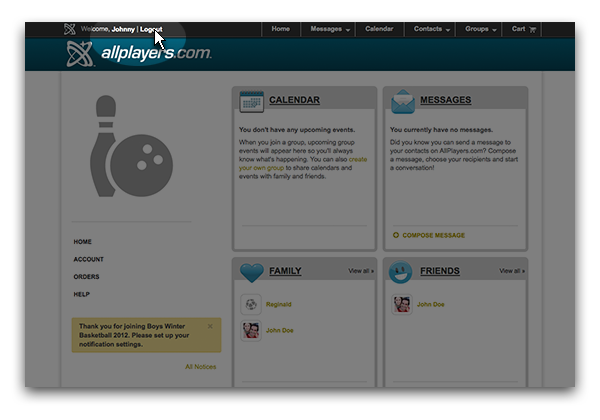 Welcome, Johnny | Logout
Home Messages Calendar Contacts Groups Cart
allplayers.com
CALENDAR
You don't have any upcoming events.
When you join a group, upcoming group
events will appear here so you'll always
know what's happening. You can also create
your own group to share calendars and
events with family and friends.
MESSAGES
You currently have no messages.
Did you know you can send a message to
your contacts on AllPlayers.com? Compose
a message, choose your recipients and start
a conversation!
COMPOSE MESSAGE
HOME
ACCOUNT
ORDERS
HELP
Thank you for joining Boys Winter
Basketball 2012. Please set up your
notification settings.
All Notices
FAMILY View all
Reginald
John Doe
FRIENDS View all
John Doe